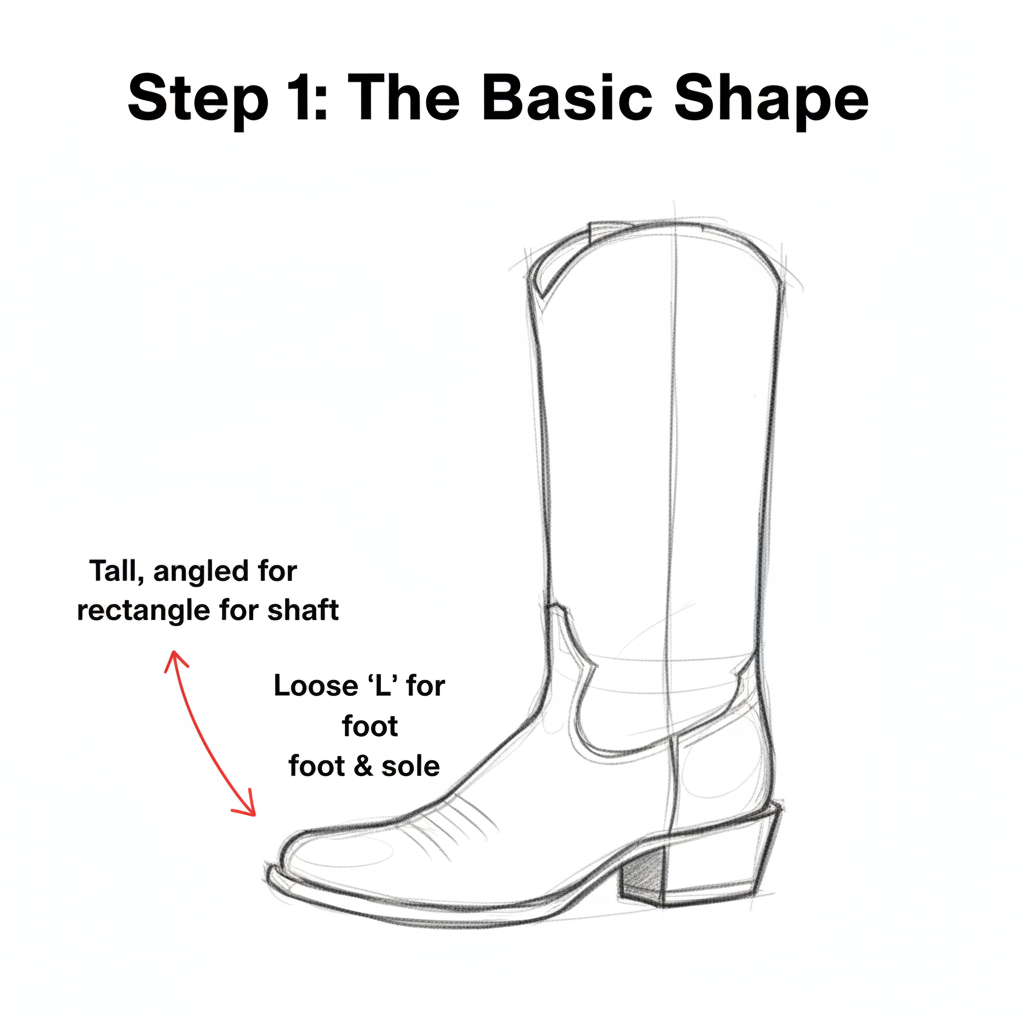 Step 1: The Basic Shape
Tall, angled for
rectangle for shaft
Loose ‘L’ for
foot
foot & sole